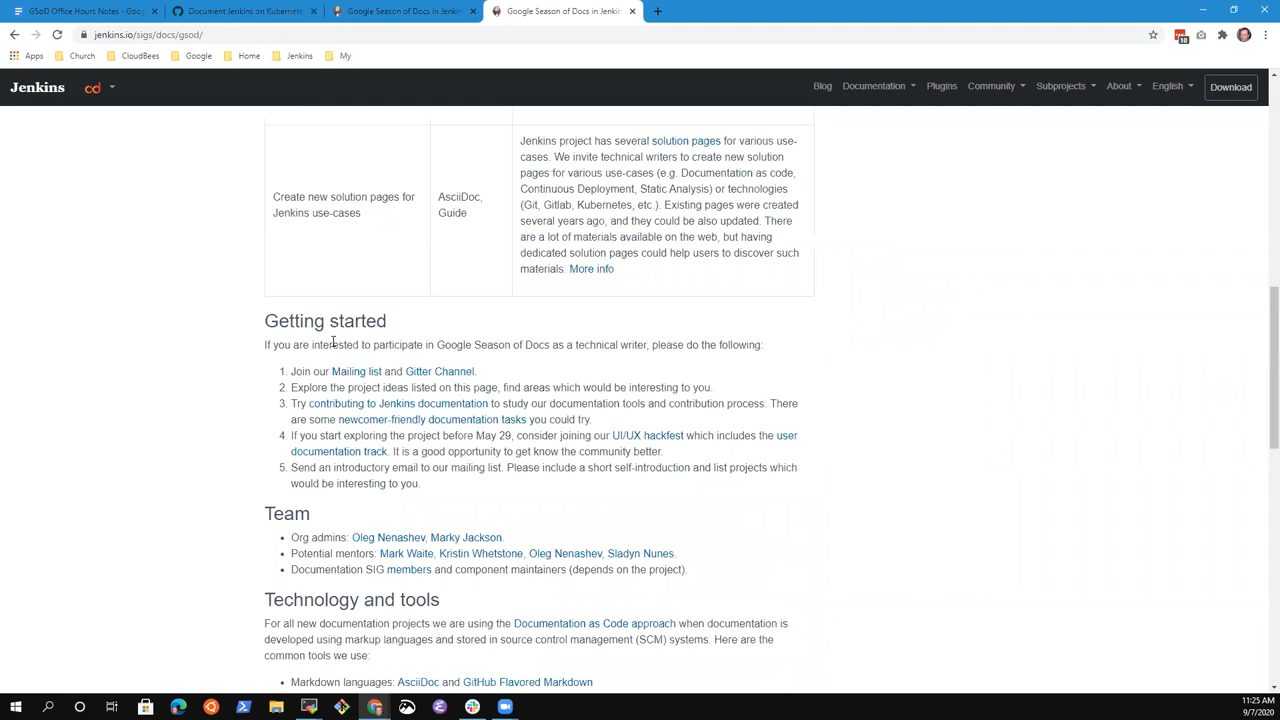 GSoD Office Hours Notes - Goog
Document Jenkins on Kubernete
Google Season of Docs in Jenkin
Google Season of Docs in Jenkin
jenkins.io/sigs/docs/gsod/
10
Apps
Church
CloudBees
Google
Home
Jenkins
My
Jenkins
cd
Blog
Documentation
Plugins
Community
Subprojects
About
English
Download
Create new solution pages for
Jenkins use-cases
AsciiDoc,
Guide
Jenkins project has several solution pages for various use-
cases. We invite technical writers to create new solution
pages for various use-cases (e.g. Documentation as code,
Continuous Deployment, Static Analysis) or technologies
(Git, Gitlab, Kubernetes, etc.). Existing pages were created
several years ago, and they could be also updated. There
are a lot of materials available on the web, but having
dedicated solution pages could help users to discover such
materials. More info
Getting started
If you are interested to participate in Google Season of Docs as a technical writer, please do the following:
1. Join our Mailing list and Gitter Channel.
2. Explore the project ideas listed on this page, find areas which would be interesting to you.
3. Try contributing to Jenkins documentation to study our documentation tools and contribution process. There
are some newcomer-friendly documentation tasks you could try.
4. If you start exploring the project before May 29, consider joining our UI/UX hackfest which includes the user
documentation track. It is a good opportunity to get know the community better.
5. Send an introductory email to our mailing list. Please include a short self-introduction and list projects which
would be interesting to you.
Team
• Org admins: Oleg Nenashev, Marky Jackson.
• Potential mentors: Mark Waite, Kristin Whetstone, Oleg Nenashev, Sladyn Nunes.
• Documentation SIG members and component maintainers (depends on the project).
Technology and tools
For all new documentation projects we are using the Documentation as Code approach when documentation is
developed using markup languages and stored in source control management (SCM) systems. Here are the
common tools we use:
• Markdown languages: AsciiDoc and GitHub Flavored Markdown
11:25 AM
9/7/2020